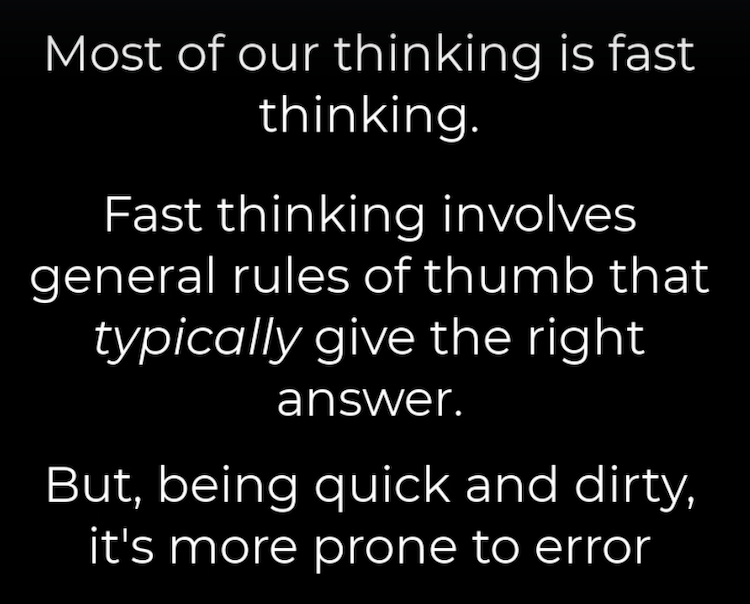 Most of our thinking is fast
thinking.
Fast thinking involves
general rules of thumb that
typically give the right
answer.
But, being quick and dirty,
it's more prone to error